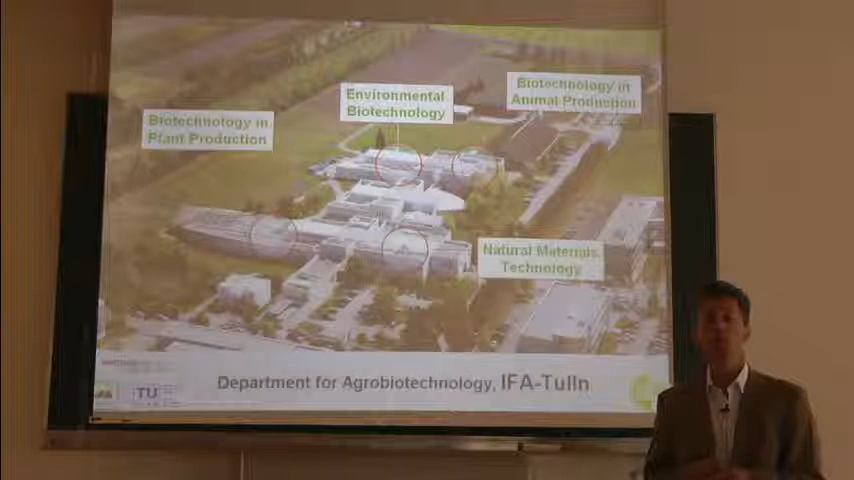 Biotechnology in
Plant Production
Environmental
Biotechnology
Biotechnology in
Animal Production
Natural Materials
Technology
Department for Agrobiotechnology, IFA-Tulln
TU